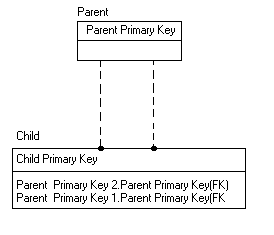 Parent
Parent Primary Key
Child
Child Primary Key
Parent Primary Key 2.Parent Primary Key(FK)
Parent Primary Key 1.Parent Primary Key(FK